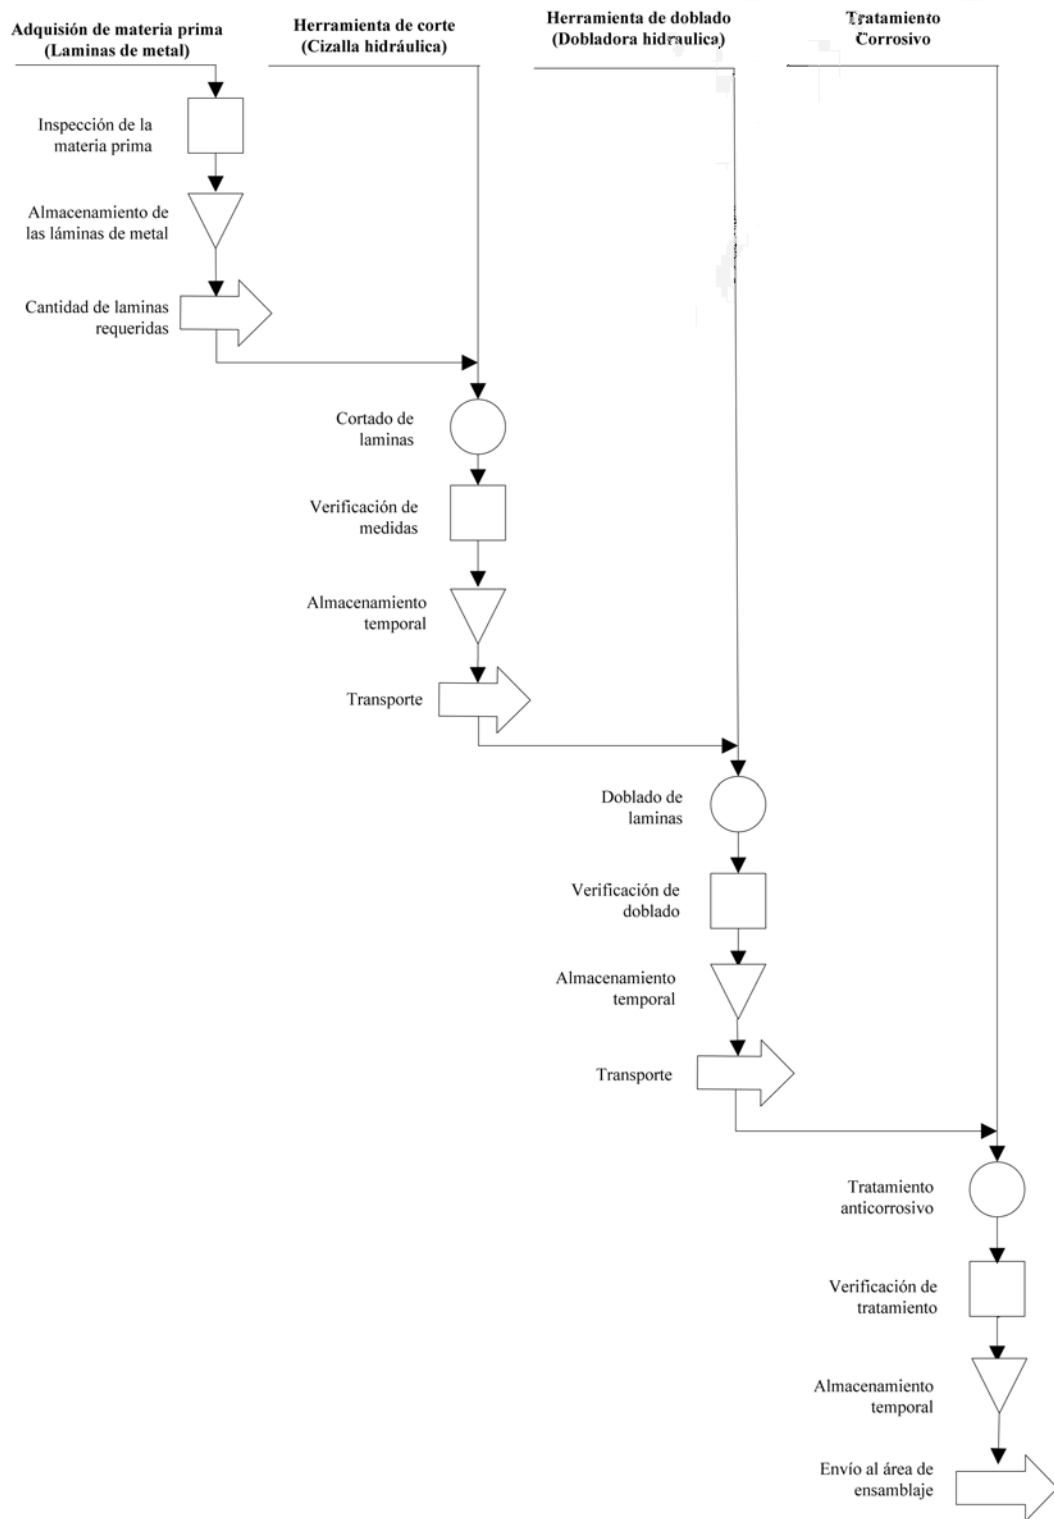 Adquisión de materia prima
(Laminas de metal)
Herramienta de corte
(Cizalla hidráulica)
Herramienta de doblado
(Dobladora hidraulica)
Tratamiento
Corrosivo
Inspección de la
materia prima
Almacenamiento de
las láminas de metal
Cantidad de laminas
requeridas
Cortado de
laminas
Verificación de
medidas
Almacenamiento
temporal
Transporte
Doblado de
laminas
Verificación de
doblado
Almacenamiento
temporal
Transporte
Tratamiento
anticorrosivo
Verificación de
tratamiento
Almacenamiento
temporal
Envío al área de
ensamblaje